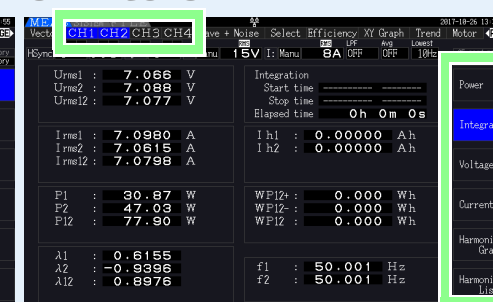 :55
2017-10-26 13:
CH1 CH2 CH3 CH4 ave + Noise Select Efficiency XY Graph Trend Motor
Manu 15V I: Manu 8A LPF OFF Avg OFF Lowest 10Hz
Urms1 : 7.066 V
Urms2 : 7.088 V
Urms12 : 7.077 V
Integration
Start time
Stop time
Elapsed time 0h 0m 0s
Irms1 : 7.0980 A
Irms2 : 7.0615 A
Irms12 : 7.0798 A
Ih1 : 0.00000 Ah
Ih2 : 0.00000 Ah
P1 : 30.87 W
P2 : 47.03 W
P12 : 77.90 W
WP12+ : 0.000 Wh
WP12- : 0.000 Wh
WP12 : 0.000 Wh
λ1 : 0.6155
λ2 : -0.9396
λ12 : 0.8976
f1 : 50.001 Hz
f2 : 50.001 Hz
Power
Integra
Voltage
Current
Harmoni
Gra
Harmoni
Lis